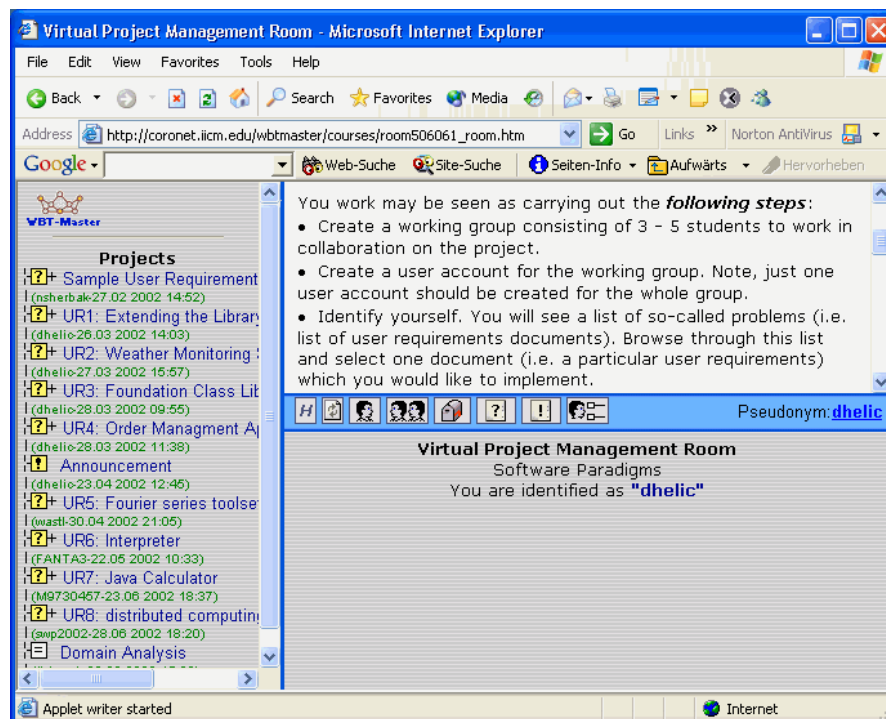 Virtual Project Management Room - Microsoft Internet Explorer
File Edit View Favorites Tools Help
Back Search Favorites Media
Address http://coronet.iicm.edu/wbtmaster/courses/room506061_room.htm Go Links » Norton AntiVirus
Google Web-Suche Site-Suche Seiten-Info Aufwärts Hervorheben
WBT-Master
Projects
Sample User Requirement
(nsherbak-27.02 2002 14:52)
UR1: Extending the Library
(dhelic-26.03 2002 14:03)
UR2: Weather Monitoring
(dhelic-27.03 2002 15:57)
UR3: Foundation Class Lib
(dhelic-28.03 2002 09:55)
UR4: Order Managment Ap
(dhelic-28.03 2002 11:38)
Announcement
(dhelic-23.04 2002 12:45)
UR5: Fourier series toolset
(wastl-30.04 2002 21:05)
UR6: Interpreter
(FANTA3-22.05 2002 10:33)
UR7: Java Calculator
(M9730457-23.06 2002 18:37)
UR8: distributed computing
(swp2002-28.06 2002 18:20)
Domain Analysis
You work may be seen as carrying out the following steps:
• Create a working group consisting of 3 - 5 students to work in
collaboration on the project.
• Create a user account for the working group. Note, just one
user account should be created for the whole group.
• Identify yourself. You will see a list of so-called problems (i.e.
list of user requirements documents). Browse through this list
and select one document (i.e. a particular user requirements)
which you would like to implement.
H Pseudonym:dhelic
Virtual Project Management Room
Software Paradigms
You are identified as "dhelic"
Applet writer started Internet